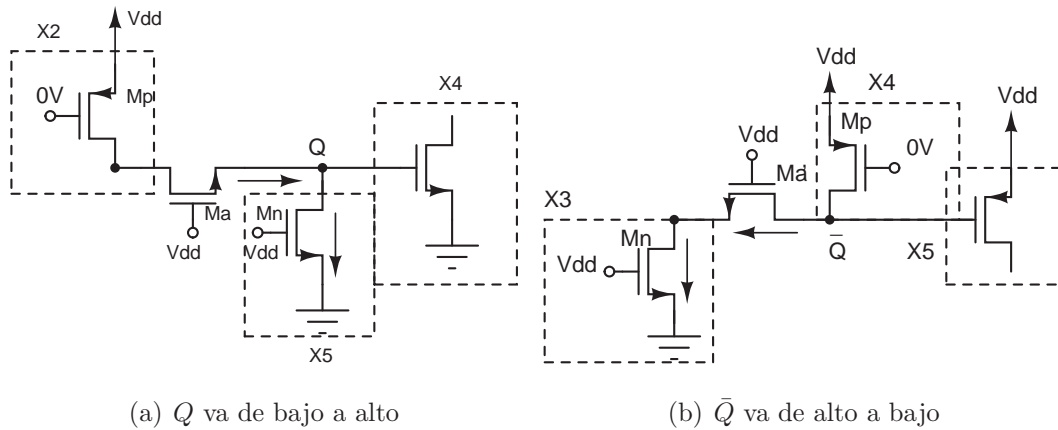 X2
Vdd
0V
Mp
X4
Q
Ma
Vdd
Mn
Vdd
X5
Vdd
X4
Vdd
Mp
Vdd
0V
Ma
X3
Mn
Vdd
Q̄
X5
(a) Q va de bajo a alto
(b) Q̄ va de alto a bajo